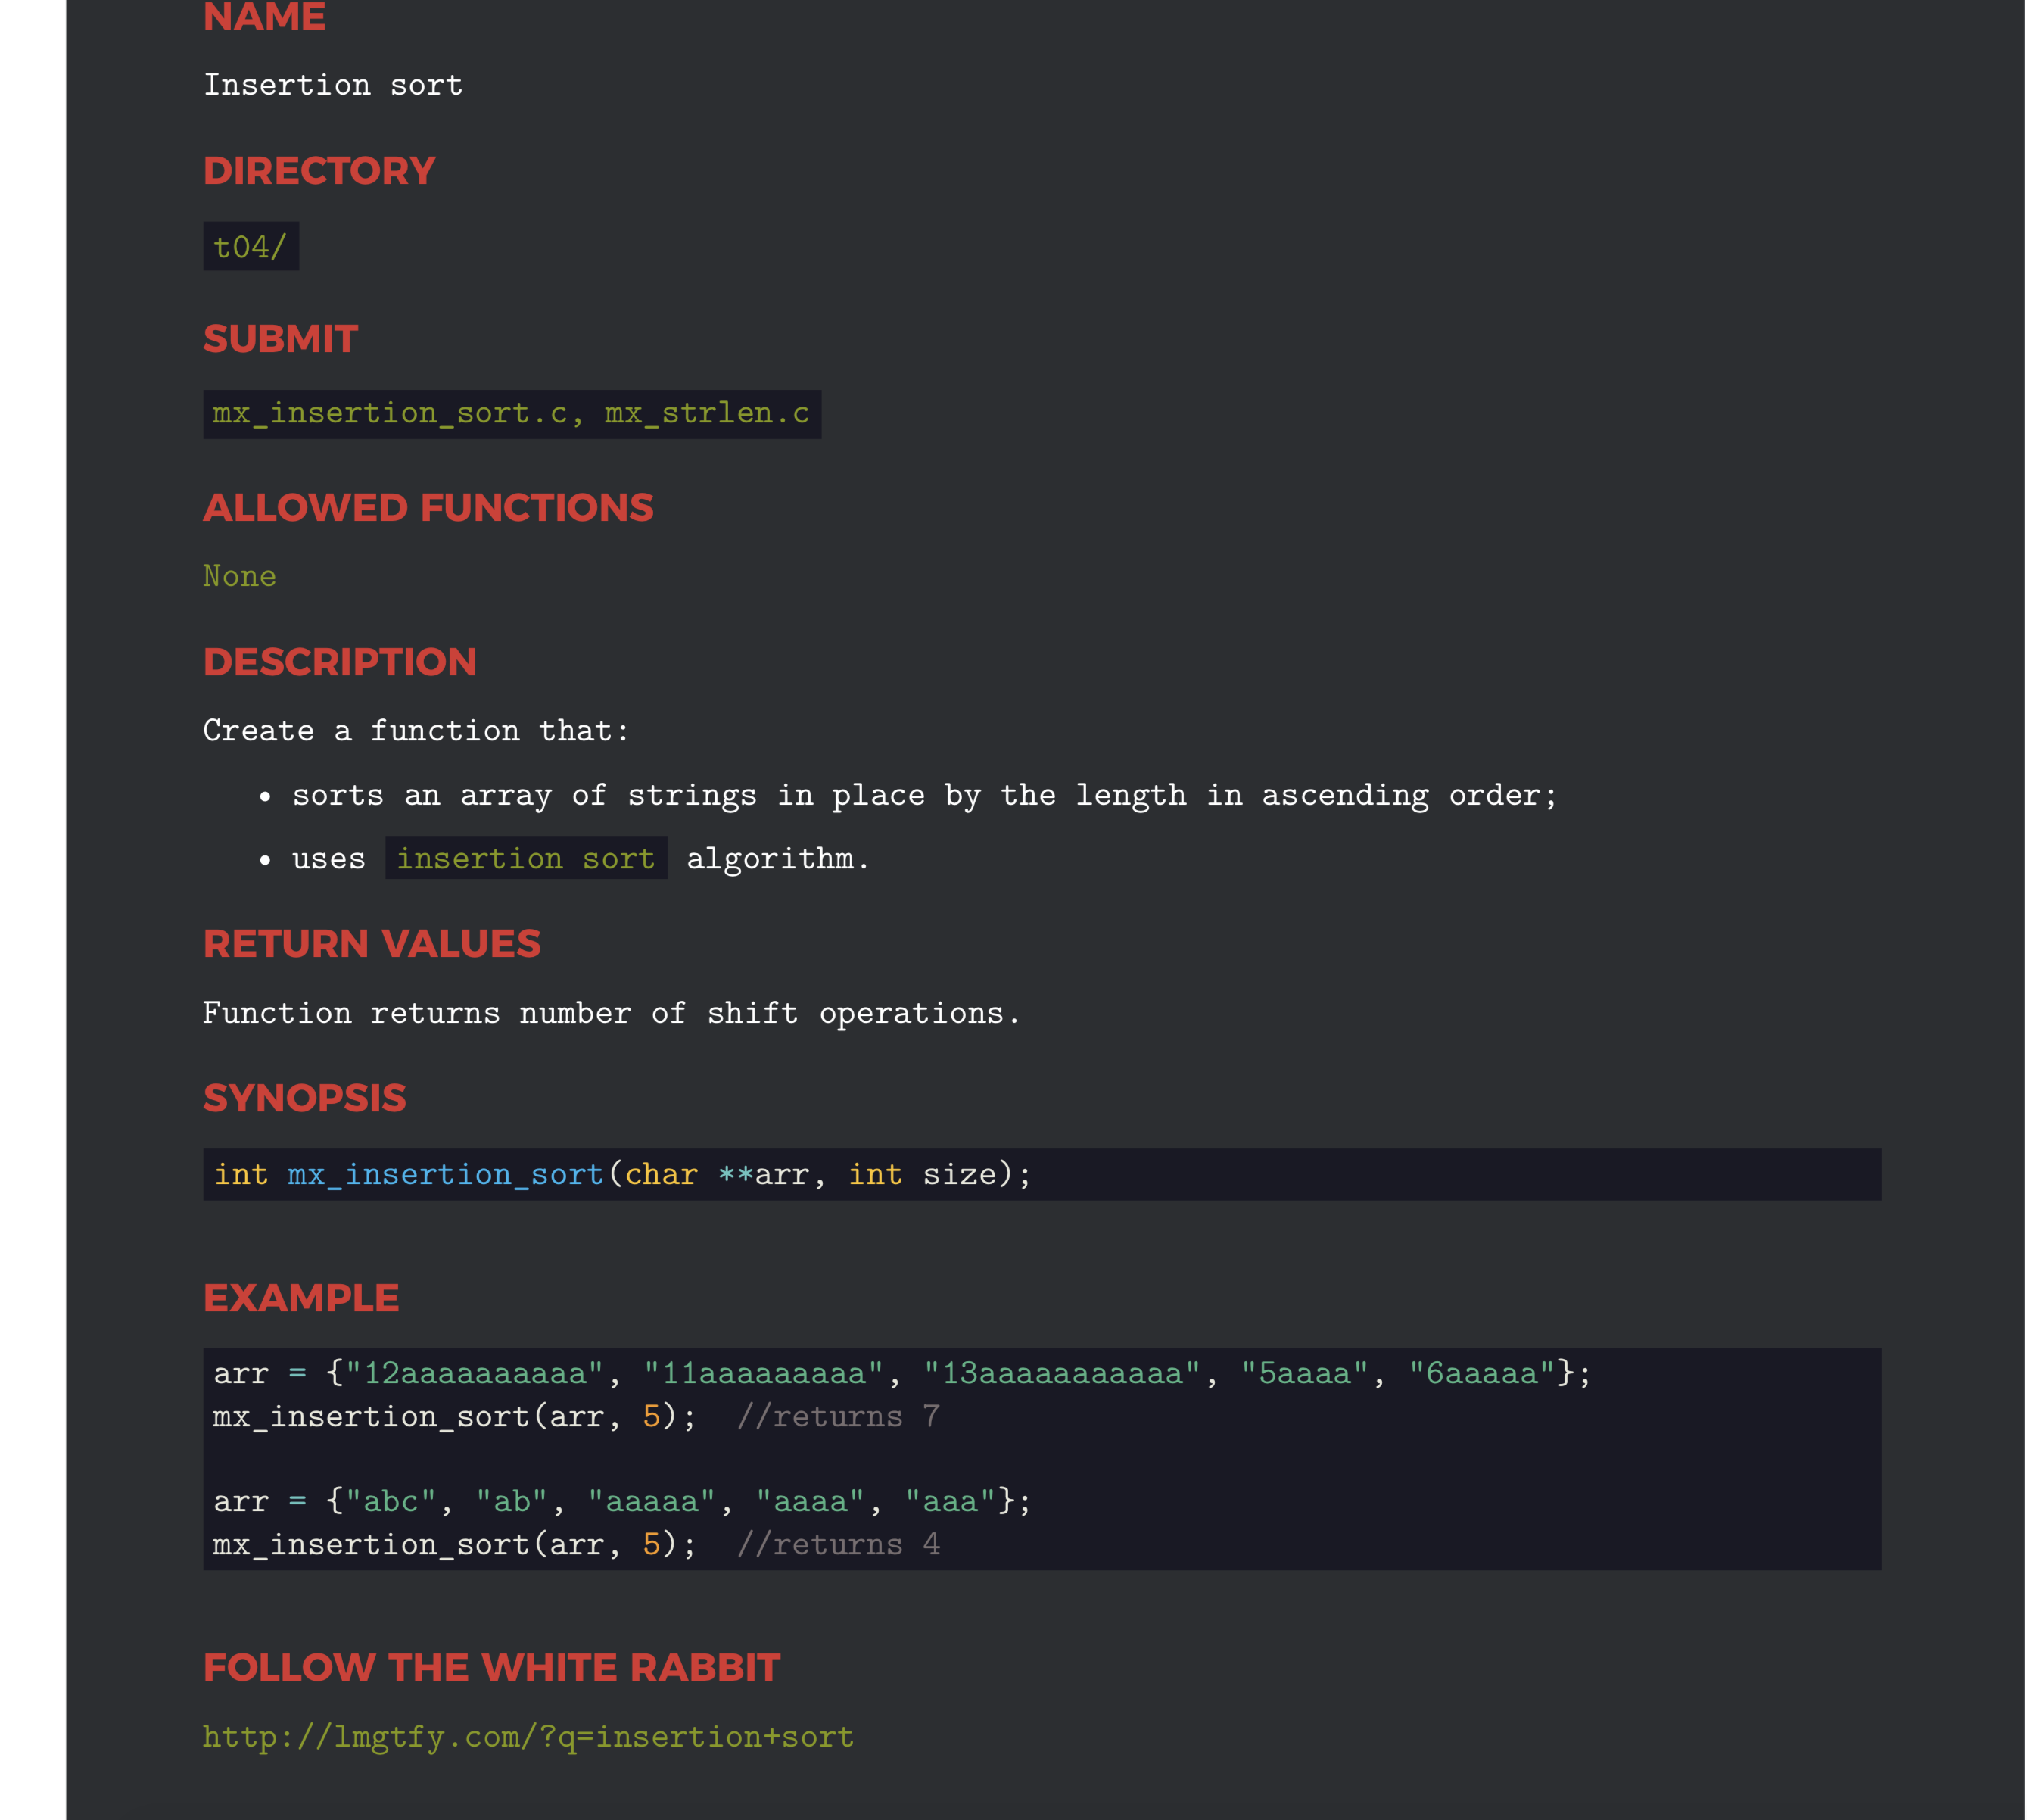 NAME
Insertion sort
DIRECTORY
t04/
SUBMIT
mx_insertion_sort.c, mx_strlen.c
ALLOWED FUNCTIONS
None
DESCRIPTION
Create a function that:
• sorts an array of strings in place by the length in ascending order;
• uses insertion sort algorithm.
RETURN VALUES
Function returns number of shift operations.
SYNOPSIS
int mx_insertion_sort(char **arr, int size);
EXAMPLE
arr = {"12aaaaaaaaaa", "11aaaaaaaaa", "13aaaaaaaaaaa", "5aaaa", "6aaaaa"};
mx_insertion_sort(arr, 5);  //returns 7
arr = {"abc", "ab", "aaaaa", "aaaa", "aaa"};
mx_insertion_sort(arr, 5);  //returns 4
FOLLOW THE WHITE RABBIT
http://lmgtfy.com/?q=insertion+sort